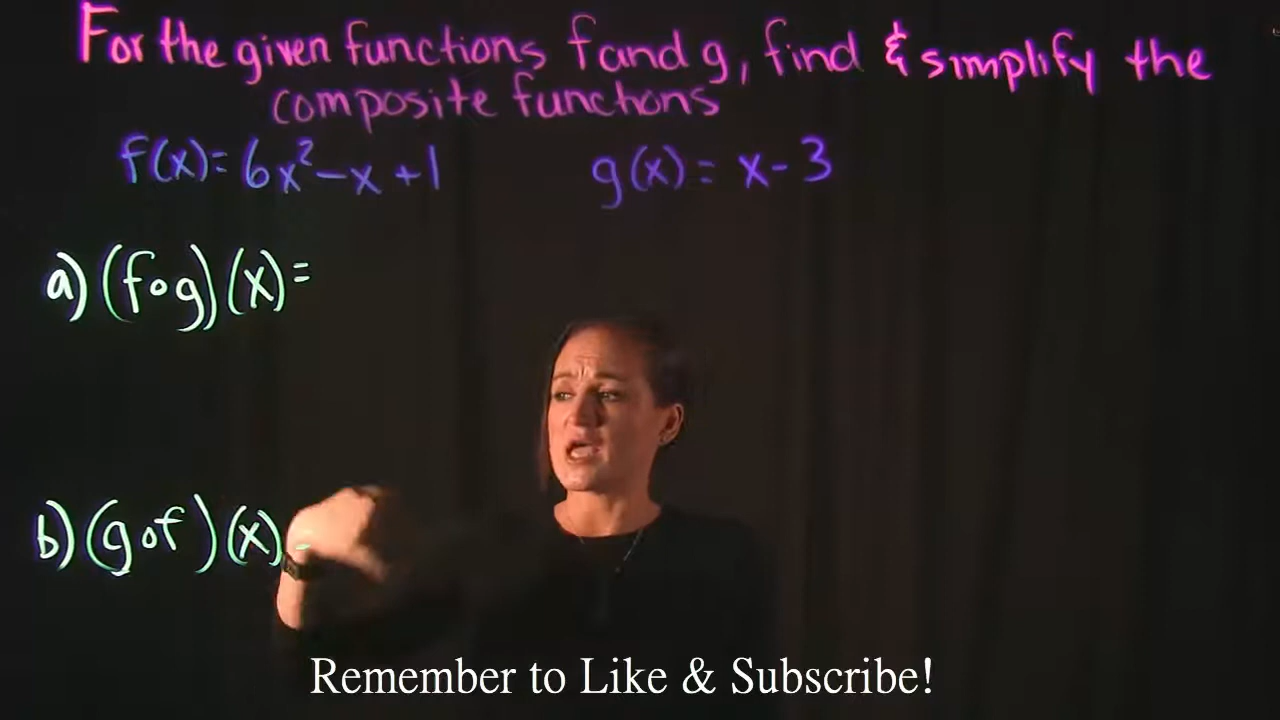 For the given functions f and g, find & simplify the
composite functions
f(x)= 6x²-x+1 g(x)= x-3
a) (f∘g)(x)=
b) (g∘f)(x)
Remember to Like & Subscribe!